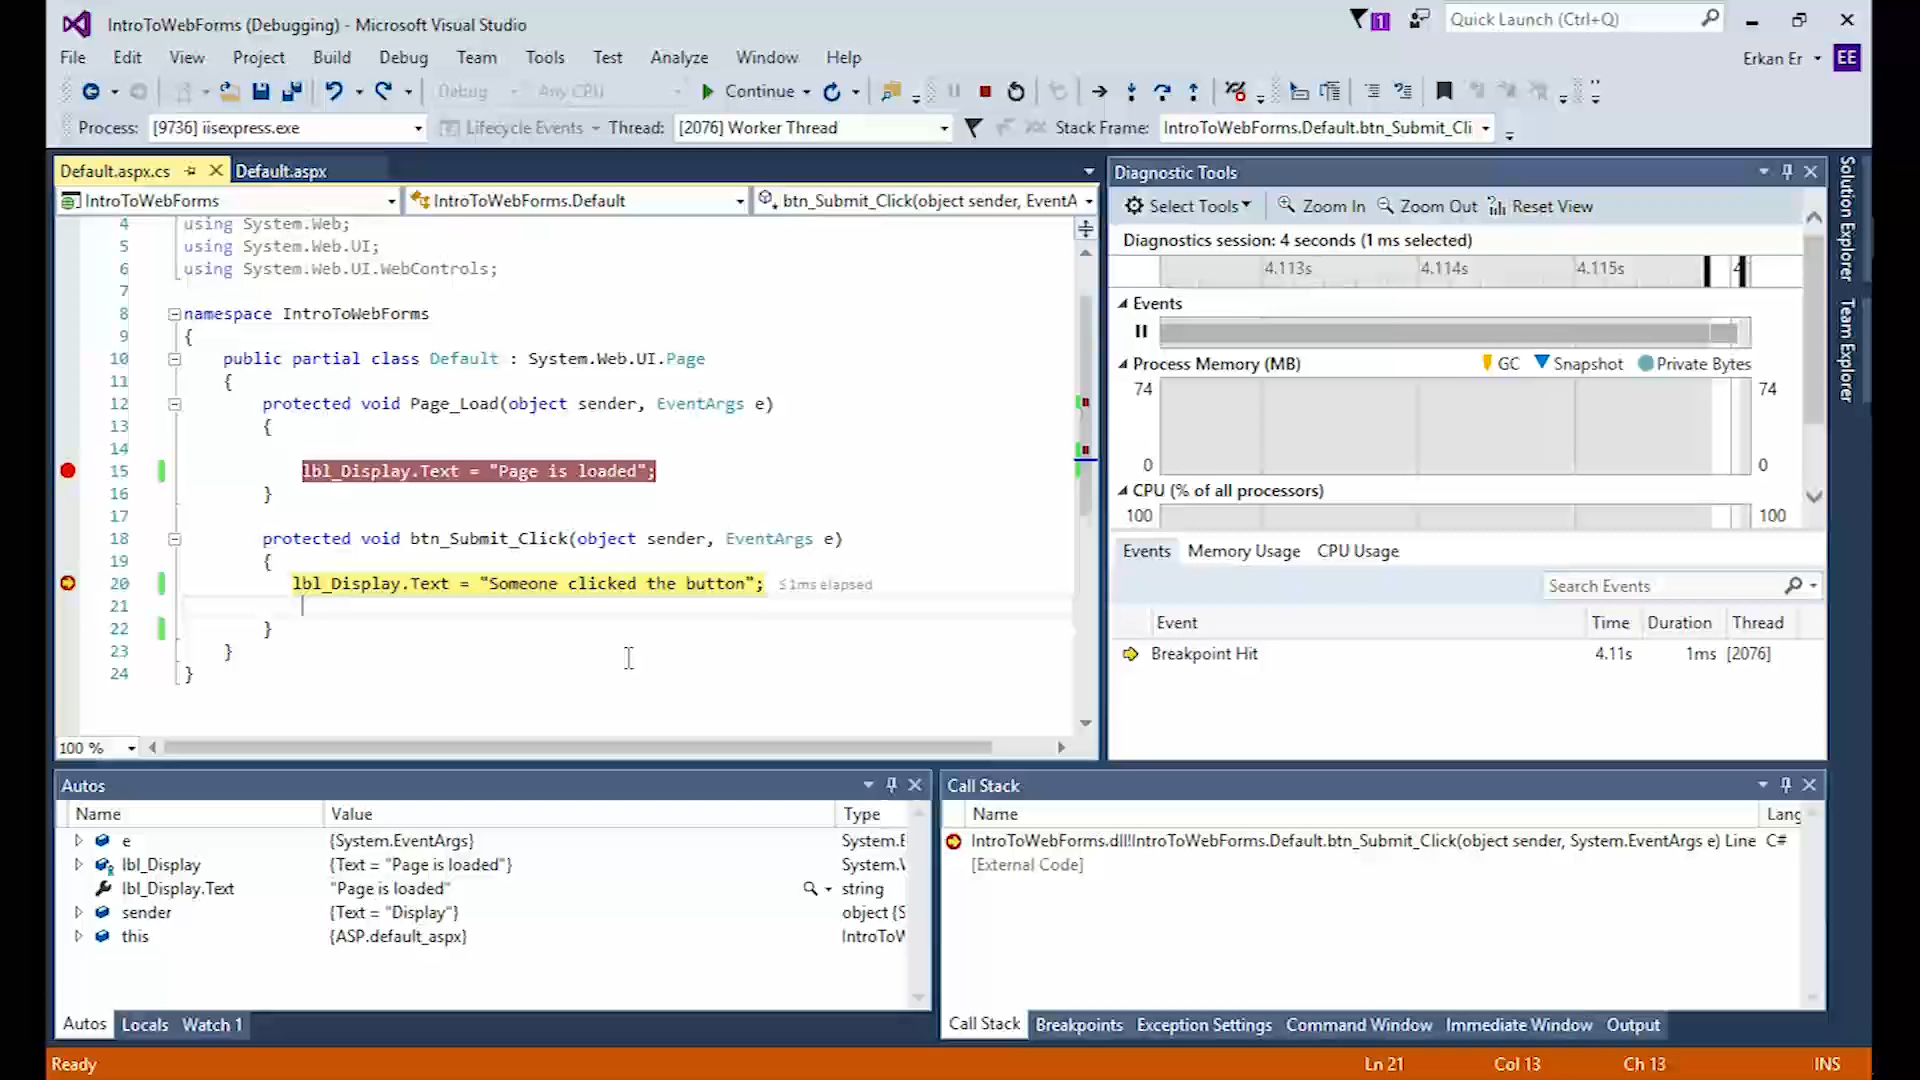 IntroToWebForms (Debugging) - Microsoft Visual Studio
1
Quick Launch (Ctrl+Q)
File Edit View Project Build Debug Team Tools Test Analyze Window Help
Erkan Er EE
Debug Any CPU Continue
Process: [9736] iisexpress.exe Lifecycle Events Thread: [2076] Worker Thread Stack Frame: IntroToWebForms.Default.btn_Submit_Cli
Default.aspx.cs Default.aspx
IntroToWebForms IntroToWebForms.Default btn_Submit_Click(object sender, EventA
4 using System.Web;
5 using System.Web.UI;
6 using System.Web.UI.WebControls;
7
8 namespace IntroToWebForms
9 {
10 public partial class Default : System.Web.UI.Page
11 {
12 protected void Page_Load(object sender, EventArgs e)
13 {
14
15 lbl_Display.Text = "Page is loaded";
16 }
17
18 protected void btn_Submit_Click(object sender, EventArgs e)
19 {
20 lbl_Display.Text = "Someone clicked the button"; ≤1ms elapsed
21
22 }
23 }
24 }
100 %
Diagnostic Tools
Select Tools Zoom In Zoom Out Reset View
Diagnostics session: 4 seconds (1 ms selected)
4.113s 4.114s 4.115s
Events
Process Memory (MB) GC Snapshot Private Bytes
74 74
0 0
CPU (% of all processors)
100 100
Events Memory Usage CPU Usage
Search Events
Event Time Duration Thread
Breakpoint Hit 4.11s 1ms [2076]
Solution Explorer
Team Explorer
Autos
Name Value Type
e {System.EventArgs} System.E
lbl_Display {Text = "Page is loaded"} System.W
lbl_Display.Text "Page is loaded" string
sender {Text = "Display"} object {S
this {ASP.default_aspx} IntroToW
Autos Locals Watch 1
Call Stack
Name Lang
IntroToWebForms.dll!IntroToWebForms.Default.btn_Submit_Click(object sender, System.EventArgs e) Line C#
[External Code]
Call Stack Breakpoints Exception Settings Command Window Immediate Window Output
Ready Ln 21 Col 13 Ch 13 INS